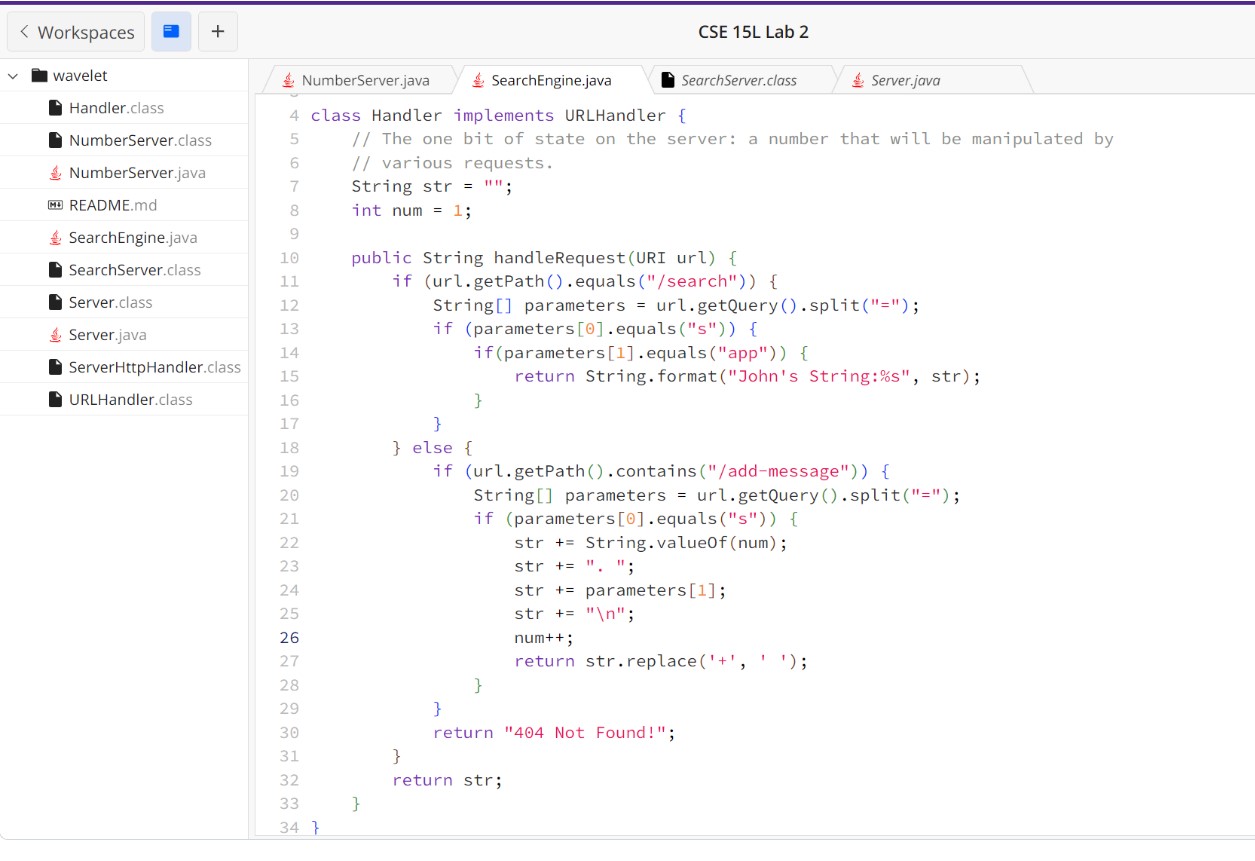 Workspaces
+
CSE 15L Lab 2
wavelet
Handler.class
NumberServer.class
NumberServer.java
README.md
SearchEngine.java
SearchServer.class
Server.class
Server.java
ServerHttpHandler.class
URLHandler.class
NumberServer.java
SearchEngine.java
SearchServer.class
Server.java
4 class Handler implements URLHandler {
5     // The one bit of state on the server: a number that will be manipulated by
6     // various requests.
7     String str = "";
8     int num = 1;
9
10     public String handleRequest(URI url) {
11         if (url.getPath().equals("/search")) {
12             String[] parameters = url.getQuery().split("=");
13             if (parameters[0].equals("s")) {
14                 if(parameters[1].equals("app")) {
15                     return String.format("John's String:%s", str);
16                 }
17             }
18         } else {
19             if (url.getPath().contains("/add-message")) {
20                 String[] parameters = url.getQuery().split("=");
21                 if (parameters[0].equals("s")) {
22                     str += String.valueOf(num);
23                     str += ". ";
24                     str += parameters[1];
25                     str += "\n";
26                     num++;
27                     return str.replace('+', ' ');
28                 }
29             }
30             return "404 Not Found!";
31         }
32         return str;
33     }
34 }